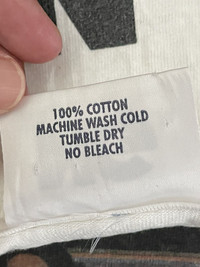 100% COTTON
MACHINE WASH COLD
TUMBLE DRY
NO BLEACH